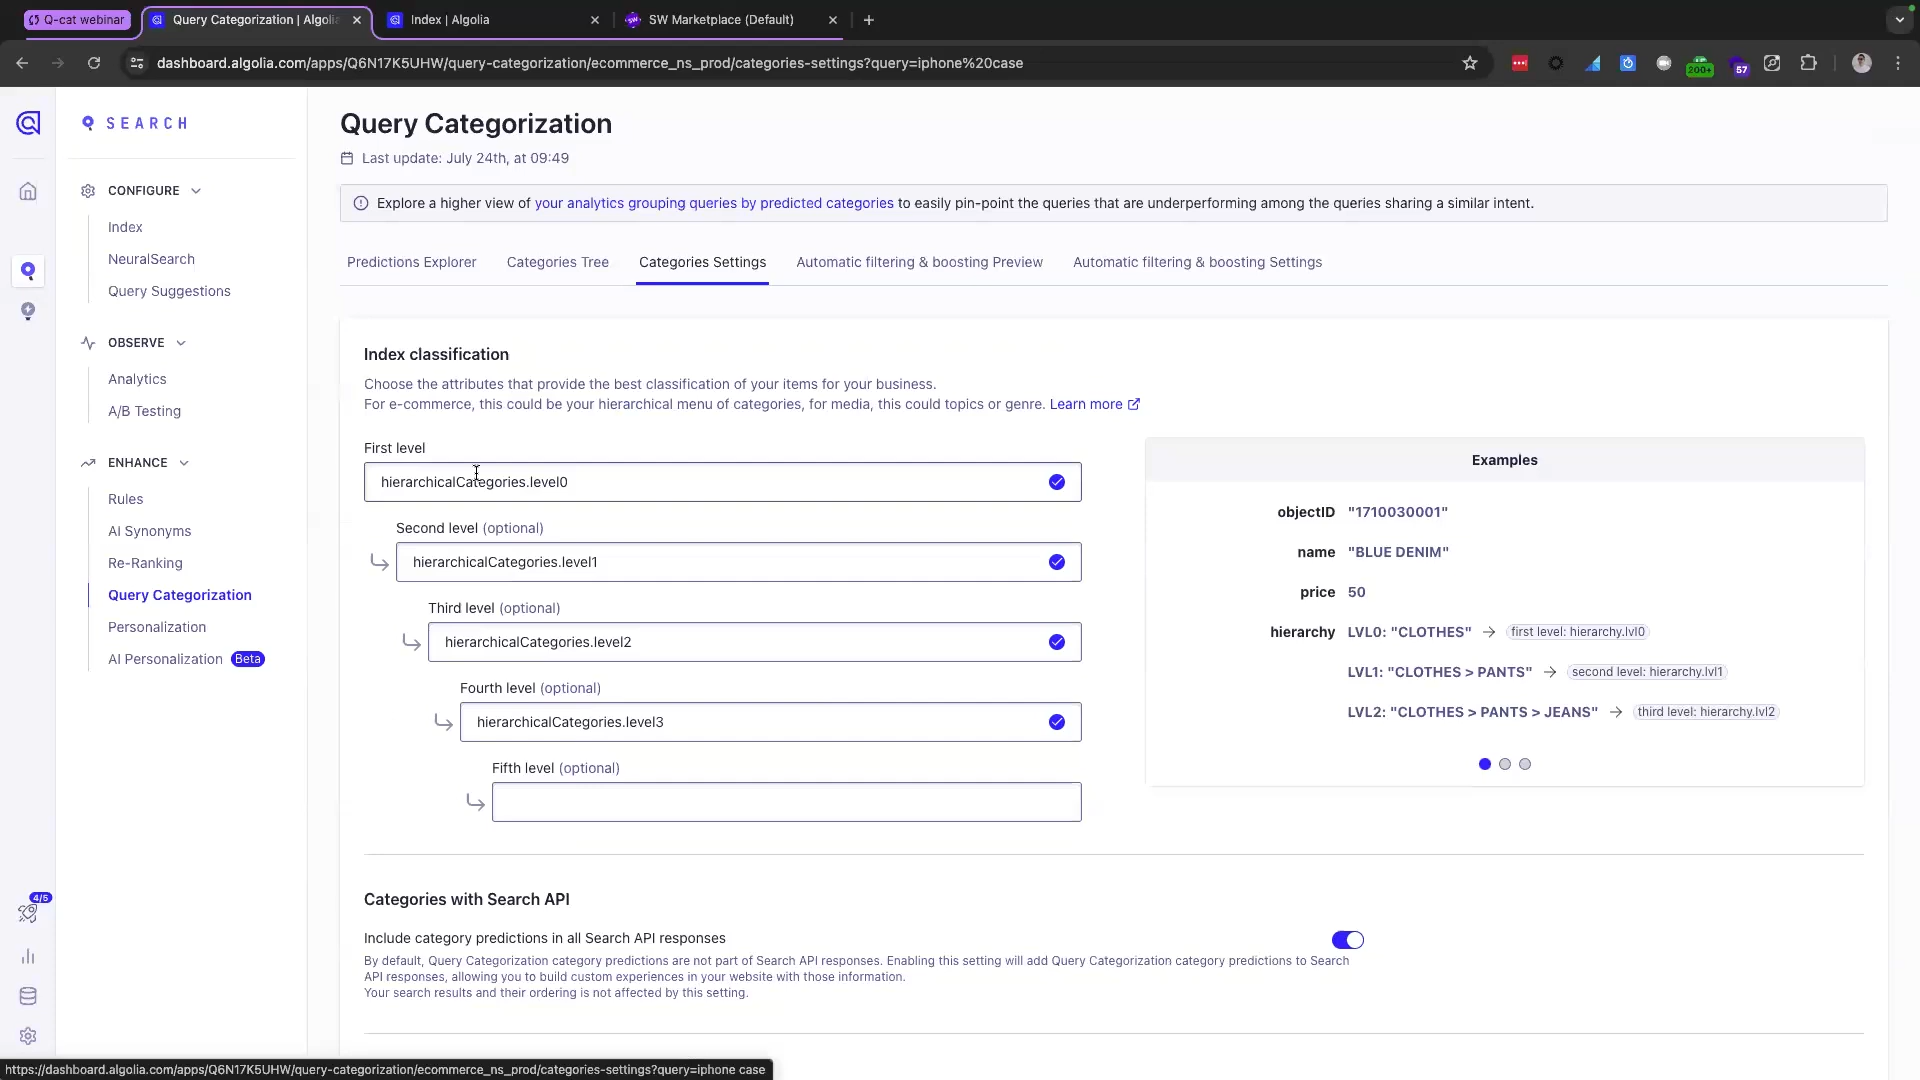 Q-cat webinar
Query Categorization | Algolia
Index | Algolia
SW Marketplace (Default)
dashboard.algolia.com/apps/Q6N17K5UHW/query-categorization/ecommerce_ns_prod/categories-settings?query=iphone%20case
200+
57
SEARCH
CONFIGURE
Index
NeuralSearch
Query Suggestions
OBSERVE
Analytics
A/B Testing
ENHANCE
Rules
AI Synonyms
Re-Ranking
Query Categorization
Personalization
AI Personalization Beta
4/5
Query Categorization
Last update: July 24th, at 09:49
Explore a higher view of your analytics grouping queries by predicted categories to easily pin-point the queries that are underperforming among the queries sharing a similar intent.
Predictions Explorer
Categories Tree
Categories Settings
Automatic filtering & boosting Preview
Automatic filtering & boosting Settings
Index classification
Choose the attributes that provide the best classification of your items for your business.
For e-commerce, this could be your hierarchical menu of categories, for media, this could topics or genre. Learn more
First level
hierarchicalCategories.level0
Second level (optional)
hierarchicalCategories.level1
Third level (optional)
hierarchicalCategories.level2
Fourth level (optional)
hierarchicalCategories.level3
Fifth level (optional)
Examples
objectID "1710030001"
name "BLUE DENIM"
price 50
hierarchy LVL0: "CLOTHES" → first level: hierarchy.lvl0
LVL1: "CLOTHES > PANTS" → second level: hierarchy.lvl1
LVL2: "CLOTHES > PANTS > JEANS" → third level: hierarchy.lvl2
Categories with Search API
Include category predictions in all Search API responses
By default, Query Categorization category predictions are not part of Search API responses. Enabling this setting will add Query Categorization category predictions to Search
API responses, allowing you to build custom experiences in your website with those information.
Your search results and their ordering is not affected by this setting.
https://dashboard.algolia.com/apps/Q6N17K5UHW/query-categorization/ecommerce_ns_prod/categories-settings?query=iphone case